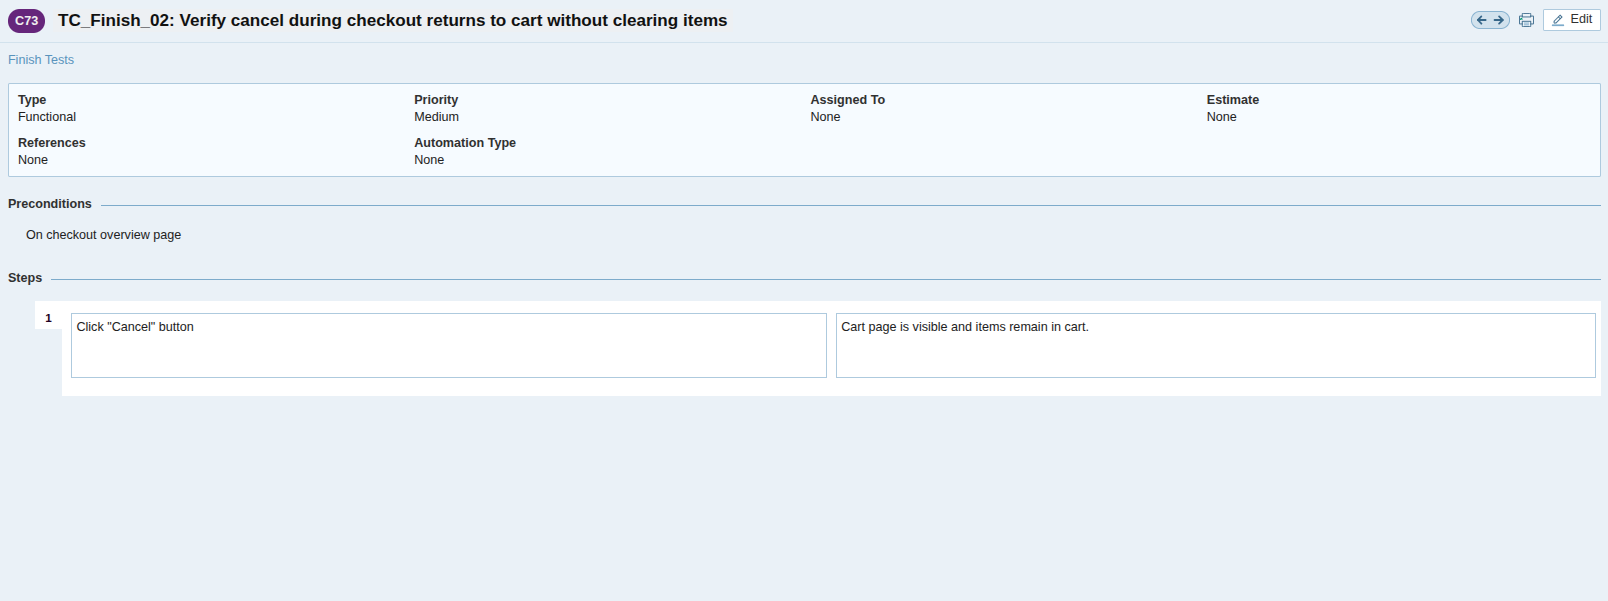 C73 TC_Finish_02: Verify cancel during checkout returns to cart without clearing items Edit
Finish Tests
Type Priority Assigned To Estimate
Functional Medium None None
References Automation Type
None None
Preconditions
On checkout overview page
Steps
1
Click "Cancel" button Cart page is visible and items remain in cart.